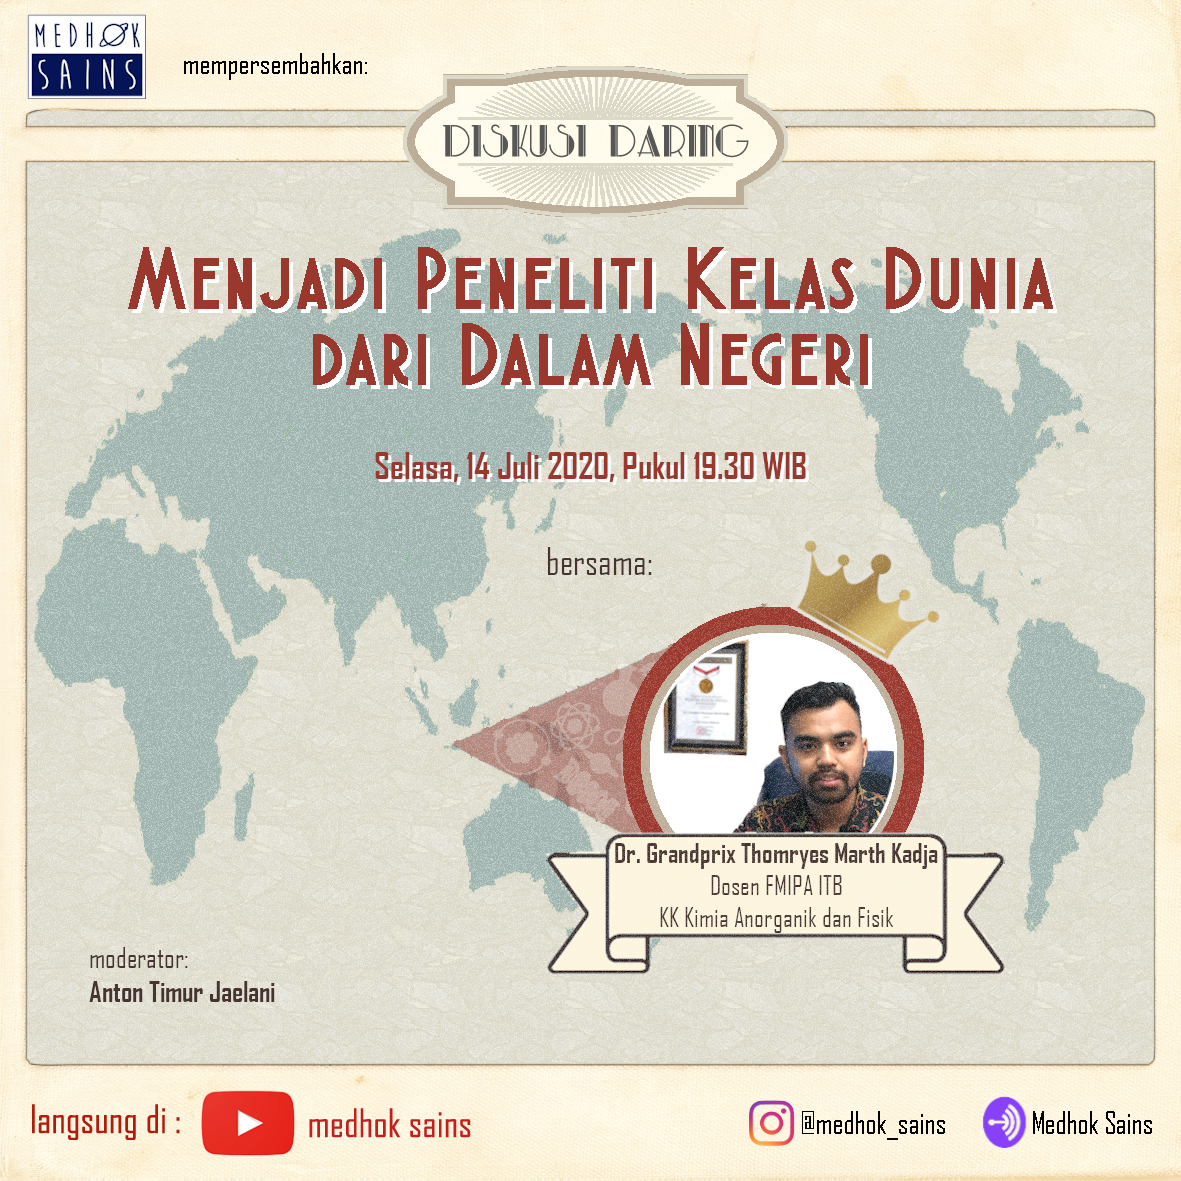 MEDHOK
SAINS
mempersembahkan:
DISKUSI DARING
MENJADI PENELITI KELAS DUNIA
DARI DALAM NEGERI
Selasa, 14 Juli 2020, Pukul 19.30 WIB
bersama:
Dr. Grandprix Thomryes Marth Kadja
Dosen FMIPA ITB
KK Kimia Anorganik dan Fisik
moderator:
Anton Timur Jaelani
langsung di :
medhok sains
@medhok_sains
Medhok Sains